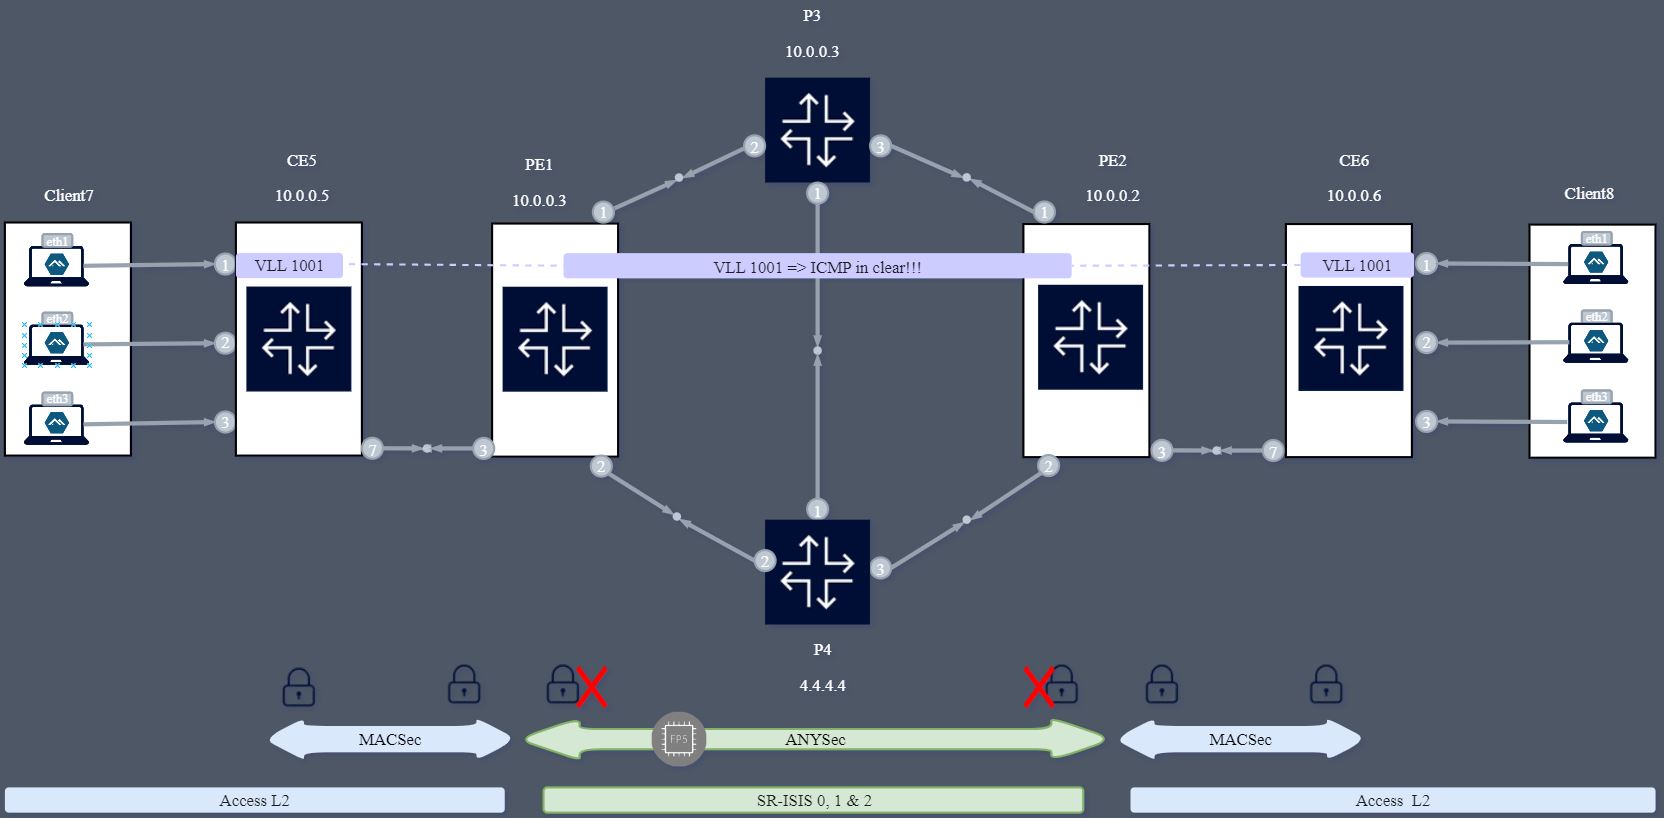 P3
10.0.0.3
CE5
10.0.0.5
PE1
10.0.0.3
PE2
10.0.0.2
CE6
10.0.0.6
Client7
Client8
2
3
1
1
1
eth1
1
VLL 1001
VLL 1001 => ICMP in clear!!!
VLL 1001
1
eth1
eth2
2
2
eth2
eth3
3
3
eth3
7
3
3
7
2
2
1
2
3
P4
4.4.4.4
MACSec
FP5
ANYSec
MACSec
Access L2
SR-ISIS 0, 1 & 2
Access  L2